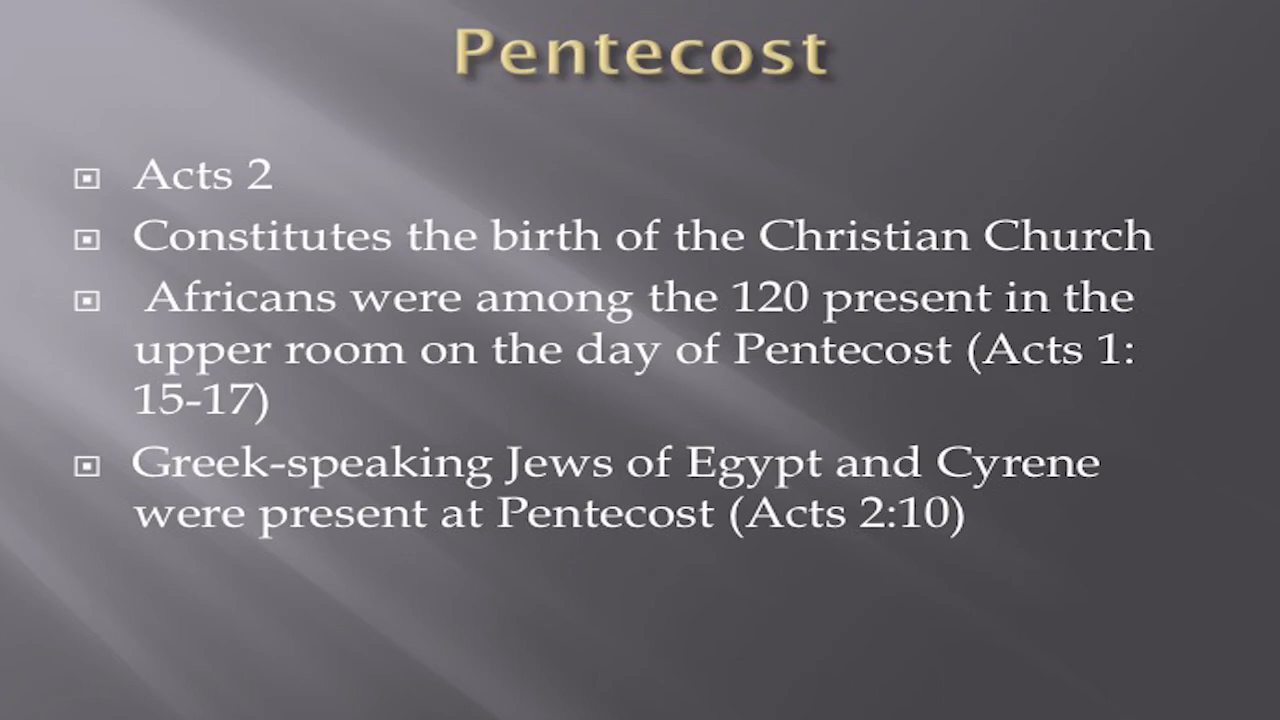 Pentecost
Acts 2
Constitutes the birth of the Christian Church
Africans were among the 120 present in the
upper room on the day of Pentecost (Acts 1:
15-17)
Greek-speaking Jews of Egypt and Cyrene
were present at Pentecost (Acts 2:10)